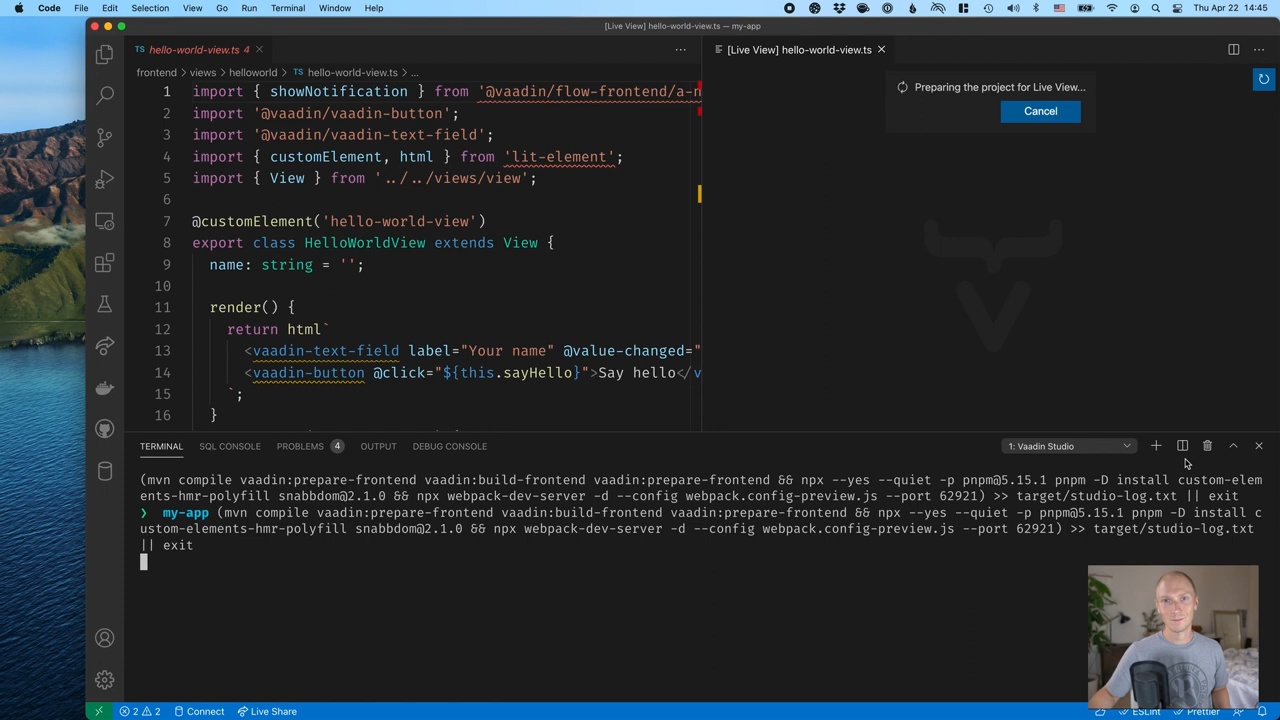 Code File Edit Selection View Go Run Terminal Window Help Thu Apr 22 14:45
[Live View] hello-world-view.ts — my-app
TS hello-world-view.ts 4
[Live View] hello-world-view.ts
frontend › views › helloworld › TS hello-world-view.ts › ...
1 import { showNotification } from '@vaadin/flow-frontend/a-n
2 import '@vaadin/vaadin-button';
3 import '@vaadin/vaadin-text-field';
4 import { customElement, html } from 'lit-element';
5 import { View } from '../../views/view';
6
7 @customElement('hello-world-view')
8 export class HelloWorldView extends View {
9 name: string = '';
10
11 render() {
12 return html`
13 <vaadin-text-field label="Your name" @value-changed="
14 <vaadin-button @click="${this.sayHello}">Say hello</v
15 `;
16 }
Preparing the project for Live View...
Cancel
TERMINAL SQL CONSOLE PROBLEMS 4 OUTPUT DEBUG CONSOLE 1: Vaadin Studio
(mvn compile vaadin:prepare-frontend vaadin:build-frontend vaadin:prepare-frontend && npx --yes --quiet -p pnpm@5.15.1 pnpm -D install custom-elem
ents-hmr-polyfill snabbdom@2.1.0 && npx webpack-dev-server -d --config webpack.config-preview.js --port 62921) >> target/studio-log.txt || exit
❯ my-app (mvn compile vaadin:prepare-frontend vaadin:build-frontend vaadin:prepare-frontend && npx --yes --quiet -p pnpm@5.15.1 pnpm -D install c
ustom-elements-hmr-polyfill snabbdom@2.1.0 && npx webpack-dev-server -d --config webpack.config-preview.js --port 62921) >> target/studio-log.txt
|| exit
2 2 Connect Live Share ESLint Prettier